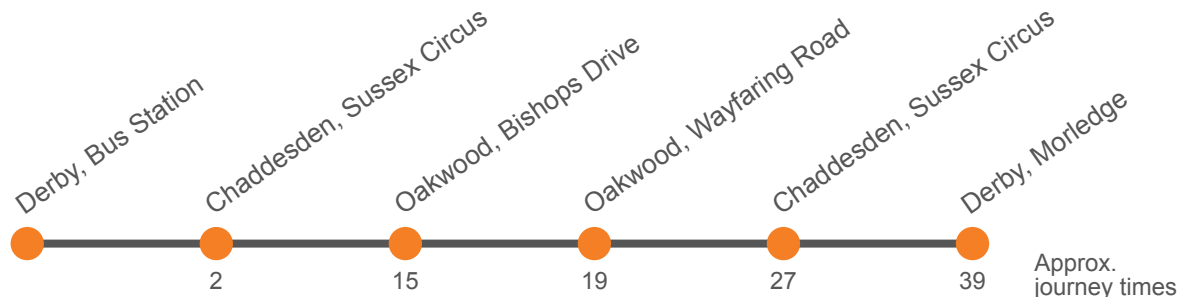 Derby, Bus Station
Chaddesden, Sussex Circus
Oakwood, Bishops Drive
Oakwood, Wayfaring Road
Chaddesden, Sussex Circus
Derby, Morledge
2
15
19
27
39
Approx.
journey times